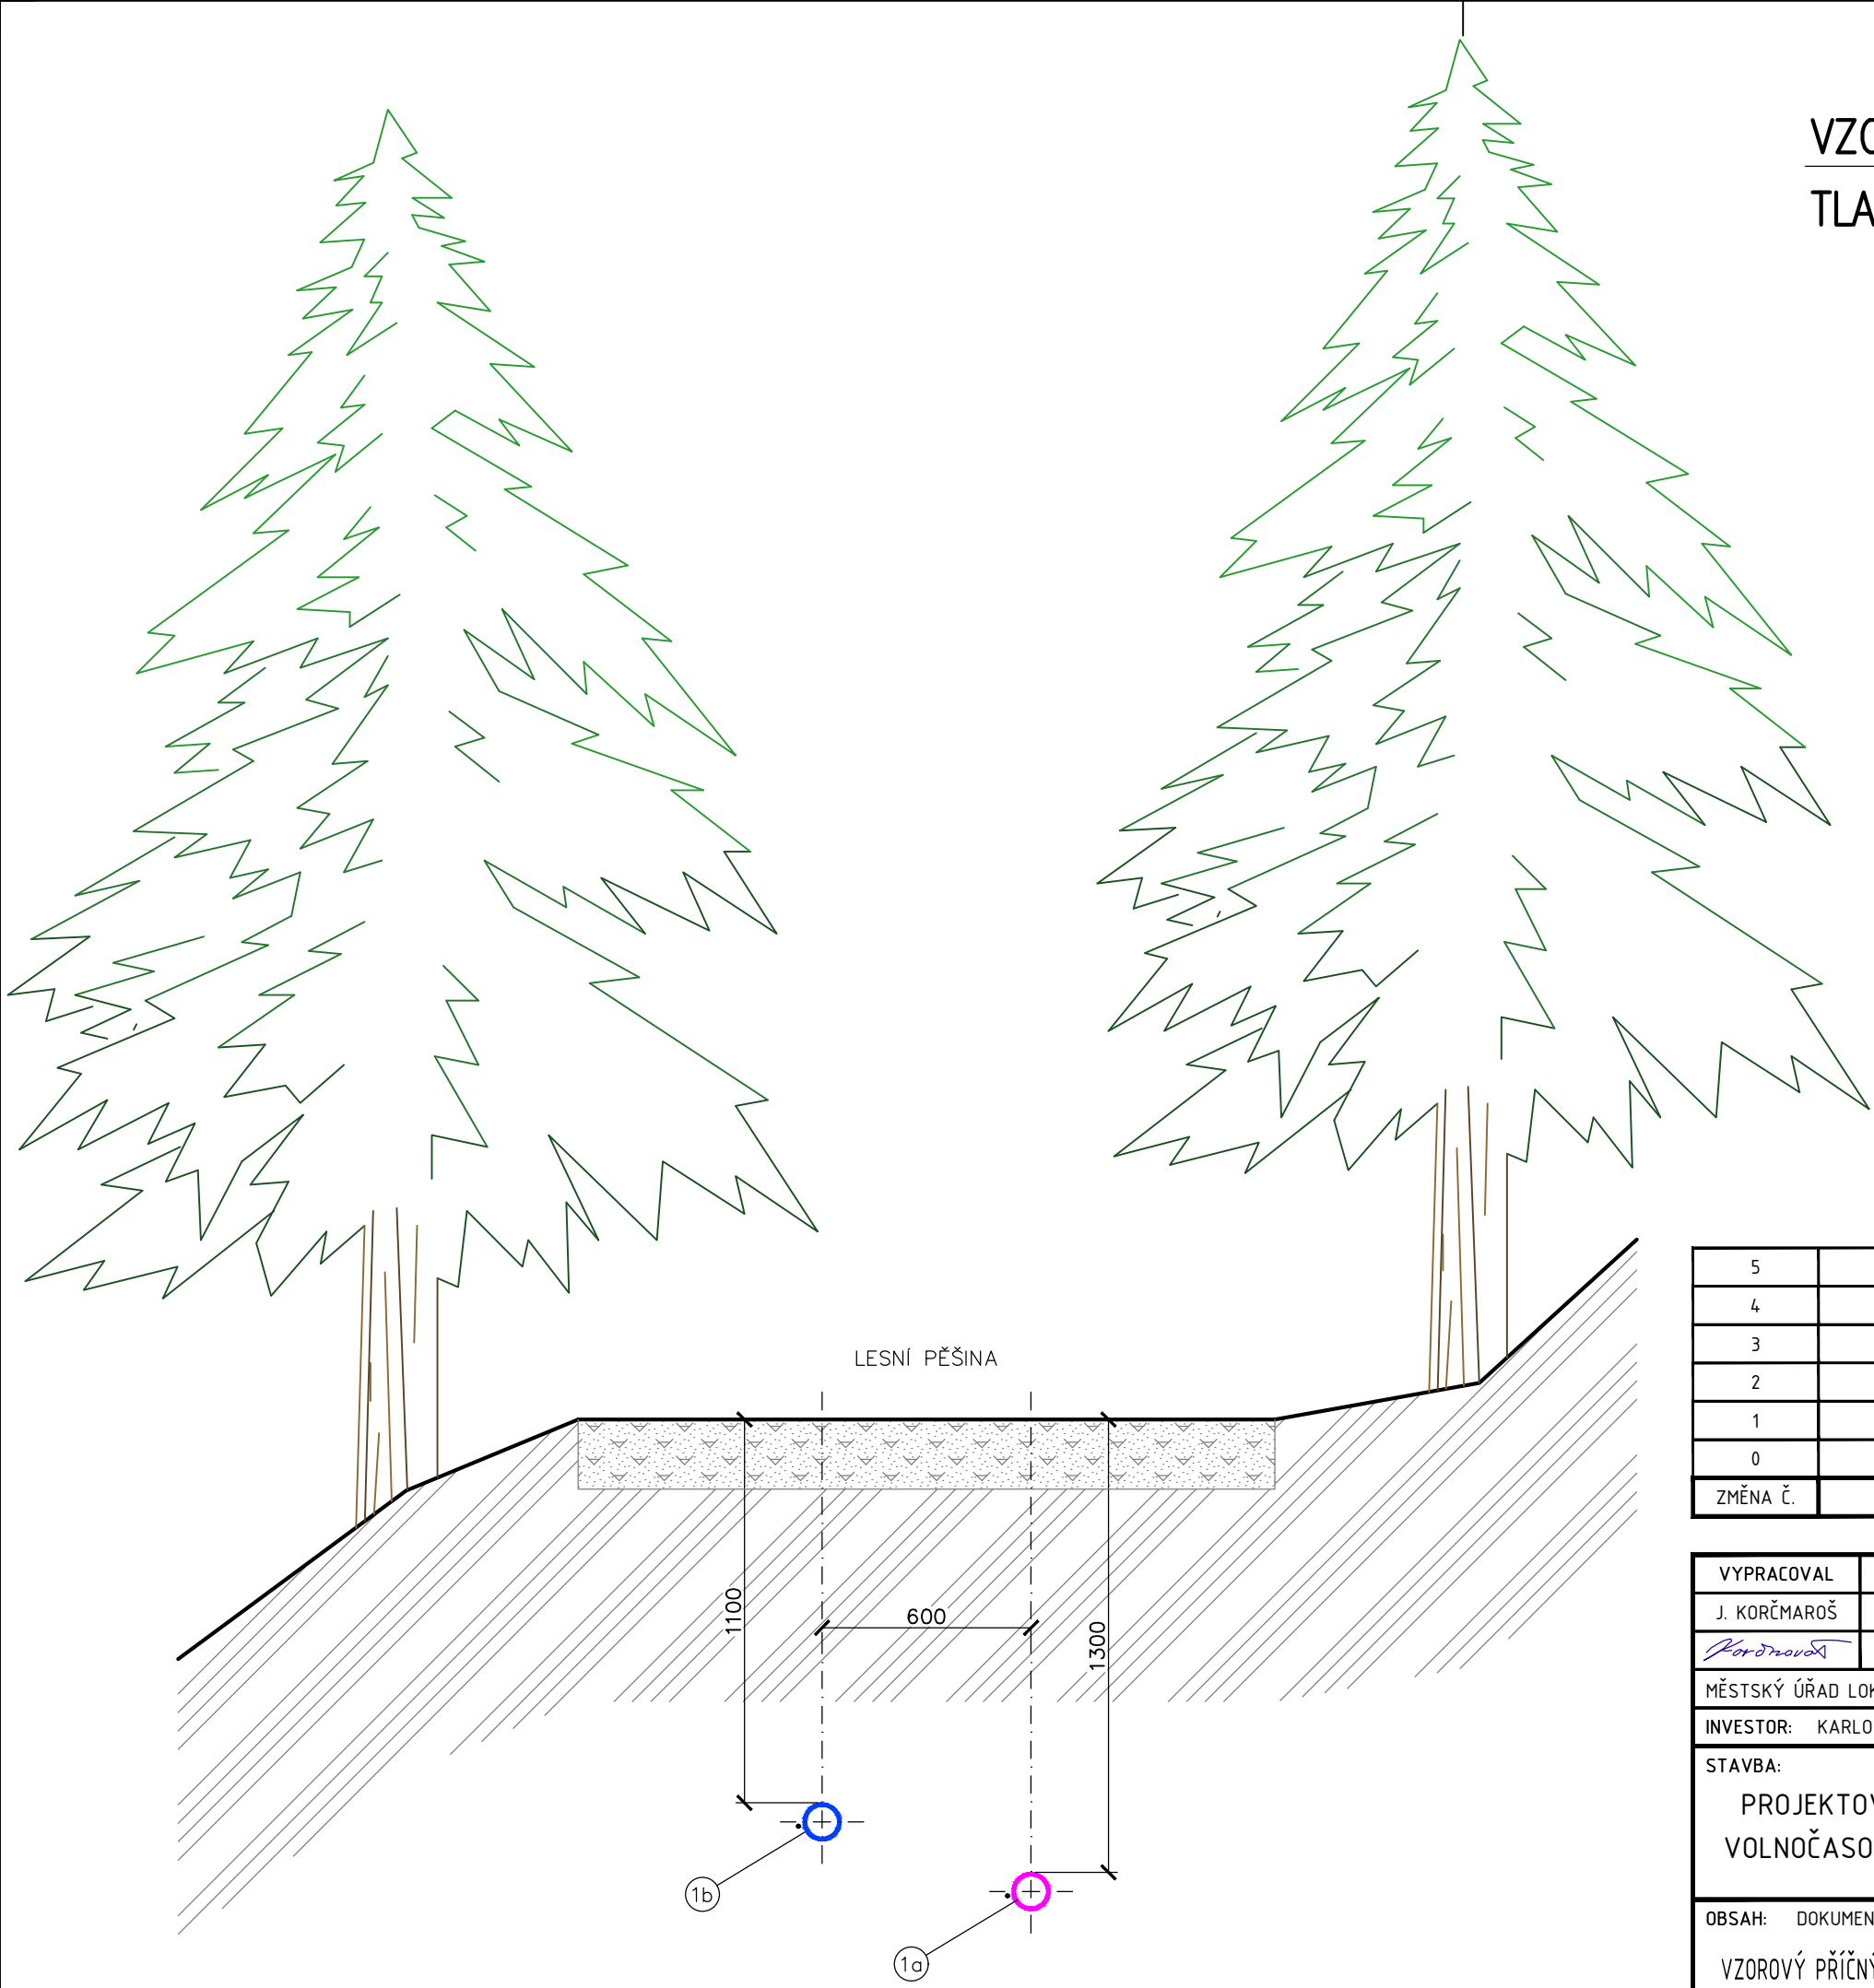 VZO
TLA
LESNÍ PĚŠINA
1100
600
1300
1b
1a
5
4
3
2
1
0
ZMĚNA Č.
VYPRACOVAL
J. KORČMAROŠ
MĚSTSKÝ ÚŘAD LOK
INVESTOR: KARLO
STAVBA:
PROJEKTOV
VOLNOČASO
OBSAH: DOKUMEN
VZOROVÝ PŘÍČNÝ